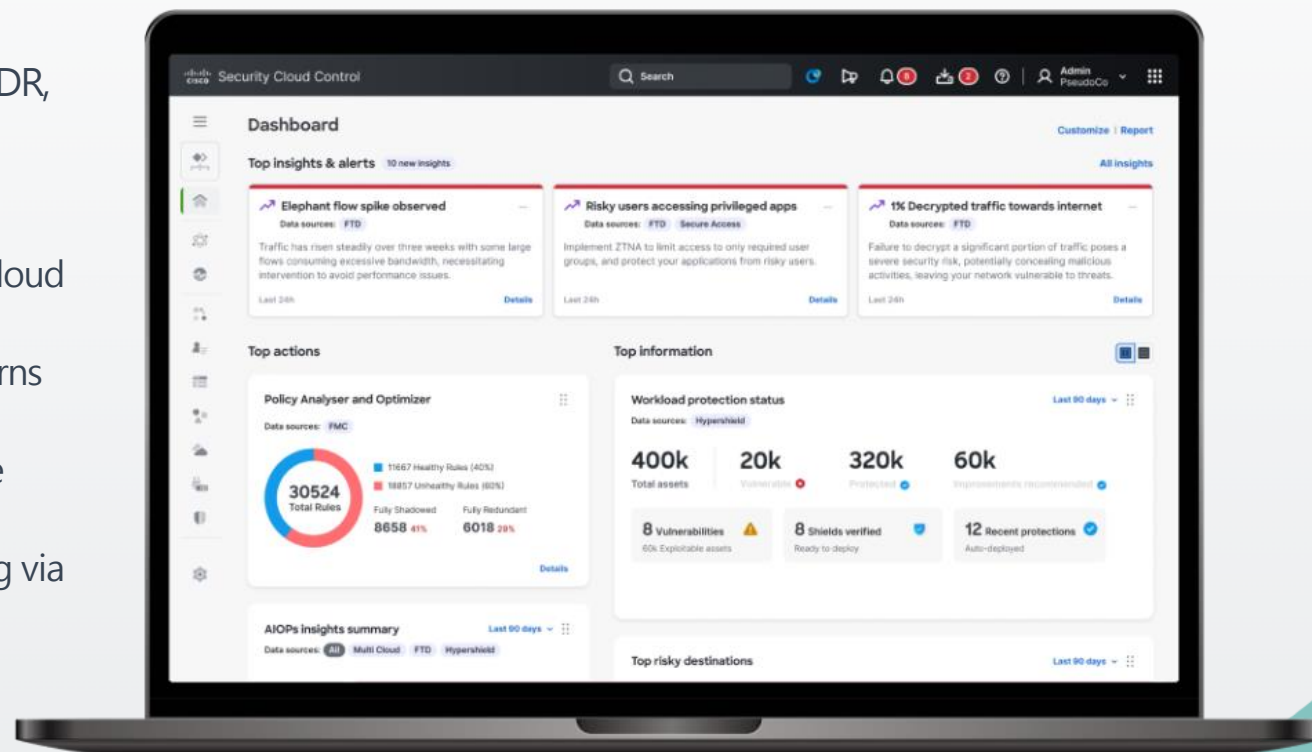 DR,
loud
rns
e
g via
cisco Security Cloud Control
Search
8
2
Admin
PseudoCo
Dashboard
Customize | Report
Top insights & alerts 10 new insights
All insights
Elephant flow spike observed
Data sources: FTD
Traffic has risen steadily over three weeks with some large
flows consuming excessive bandwidth, necessitating
intervention to avoid performance issues.
Last 24h Details
Risky users accessing privileged apps
Data sources: FTD Secure Access
Implement ZTNA to limit access to only required user
groups, and protect your applications from risky users.
Last 24h Details
1% Decrypted traffic towards internet
Data sources: FTD
Failure to decrypt a significant portion of traffic poses a
severe security risk, potentially concealing malicious
activities, leaving your network vulnerable to threats.
Last 24h Details
Top actions
Policy Analyser and Optimizer
Data sources: FMC
30524
Total Rules
11667 Healthy Rules (40%)
18857 Unhealthy Rules (60%)
Fully Shadowed Fully Redundant
8658 41% 6018 29%
Details
AIOPs insights summary Last 90 days
Data sources: All Multi Cloud FTD Hypershield
Top information
Workload protection status Last 90 days
Data sources: Hypershield
400k 20k 320k 60k
Total assets Vulnerable Protected Improvements recommended
8 Vulnerabilities
60k Exploitable assets
8 Shields verified
Ready to deploy
12 Recent protections
Auto-deployed
Top risky destinations Last 90 days